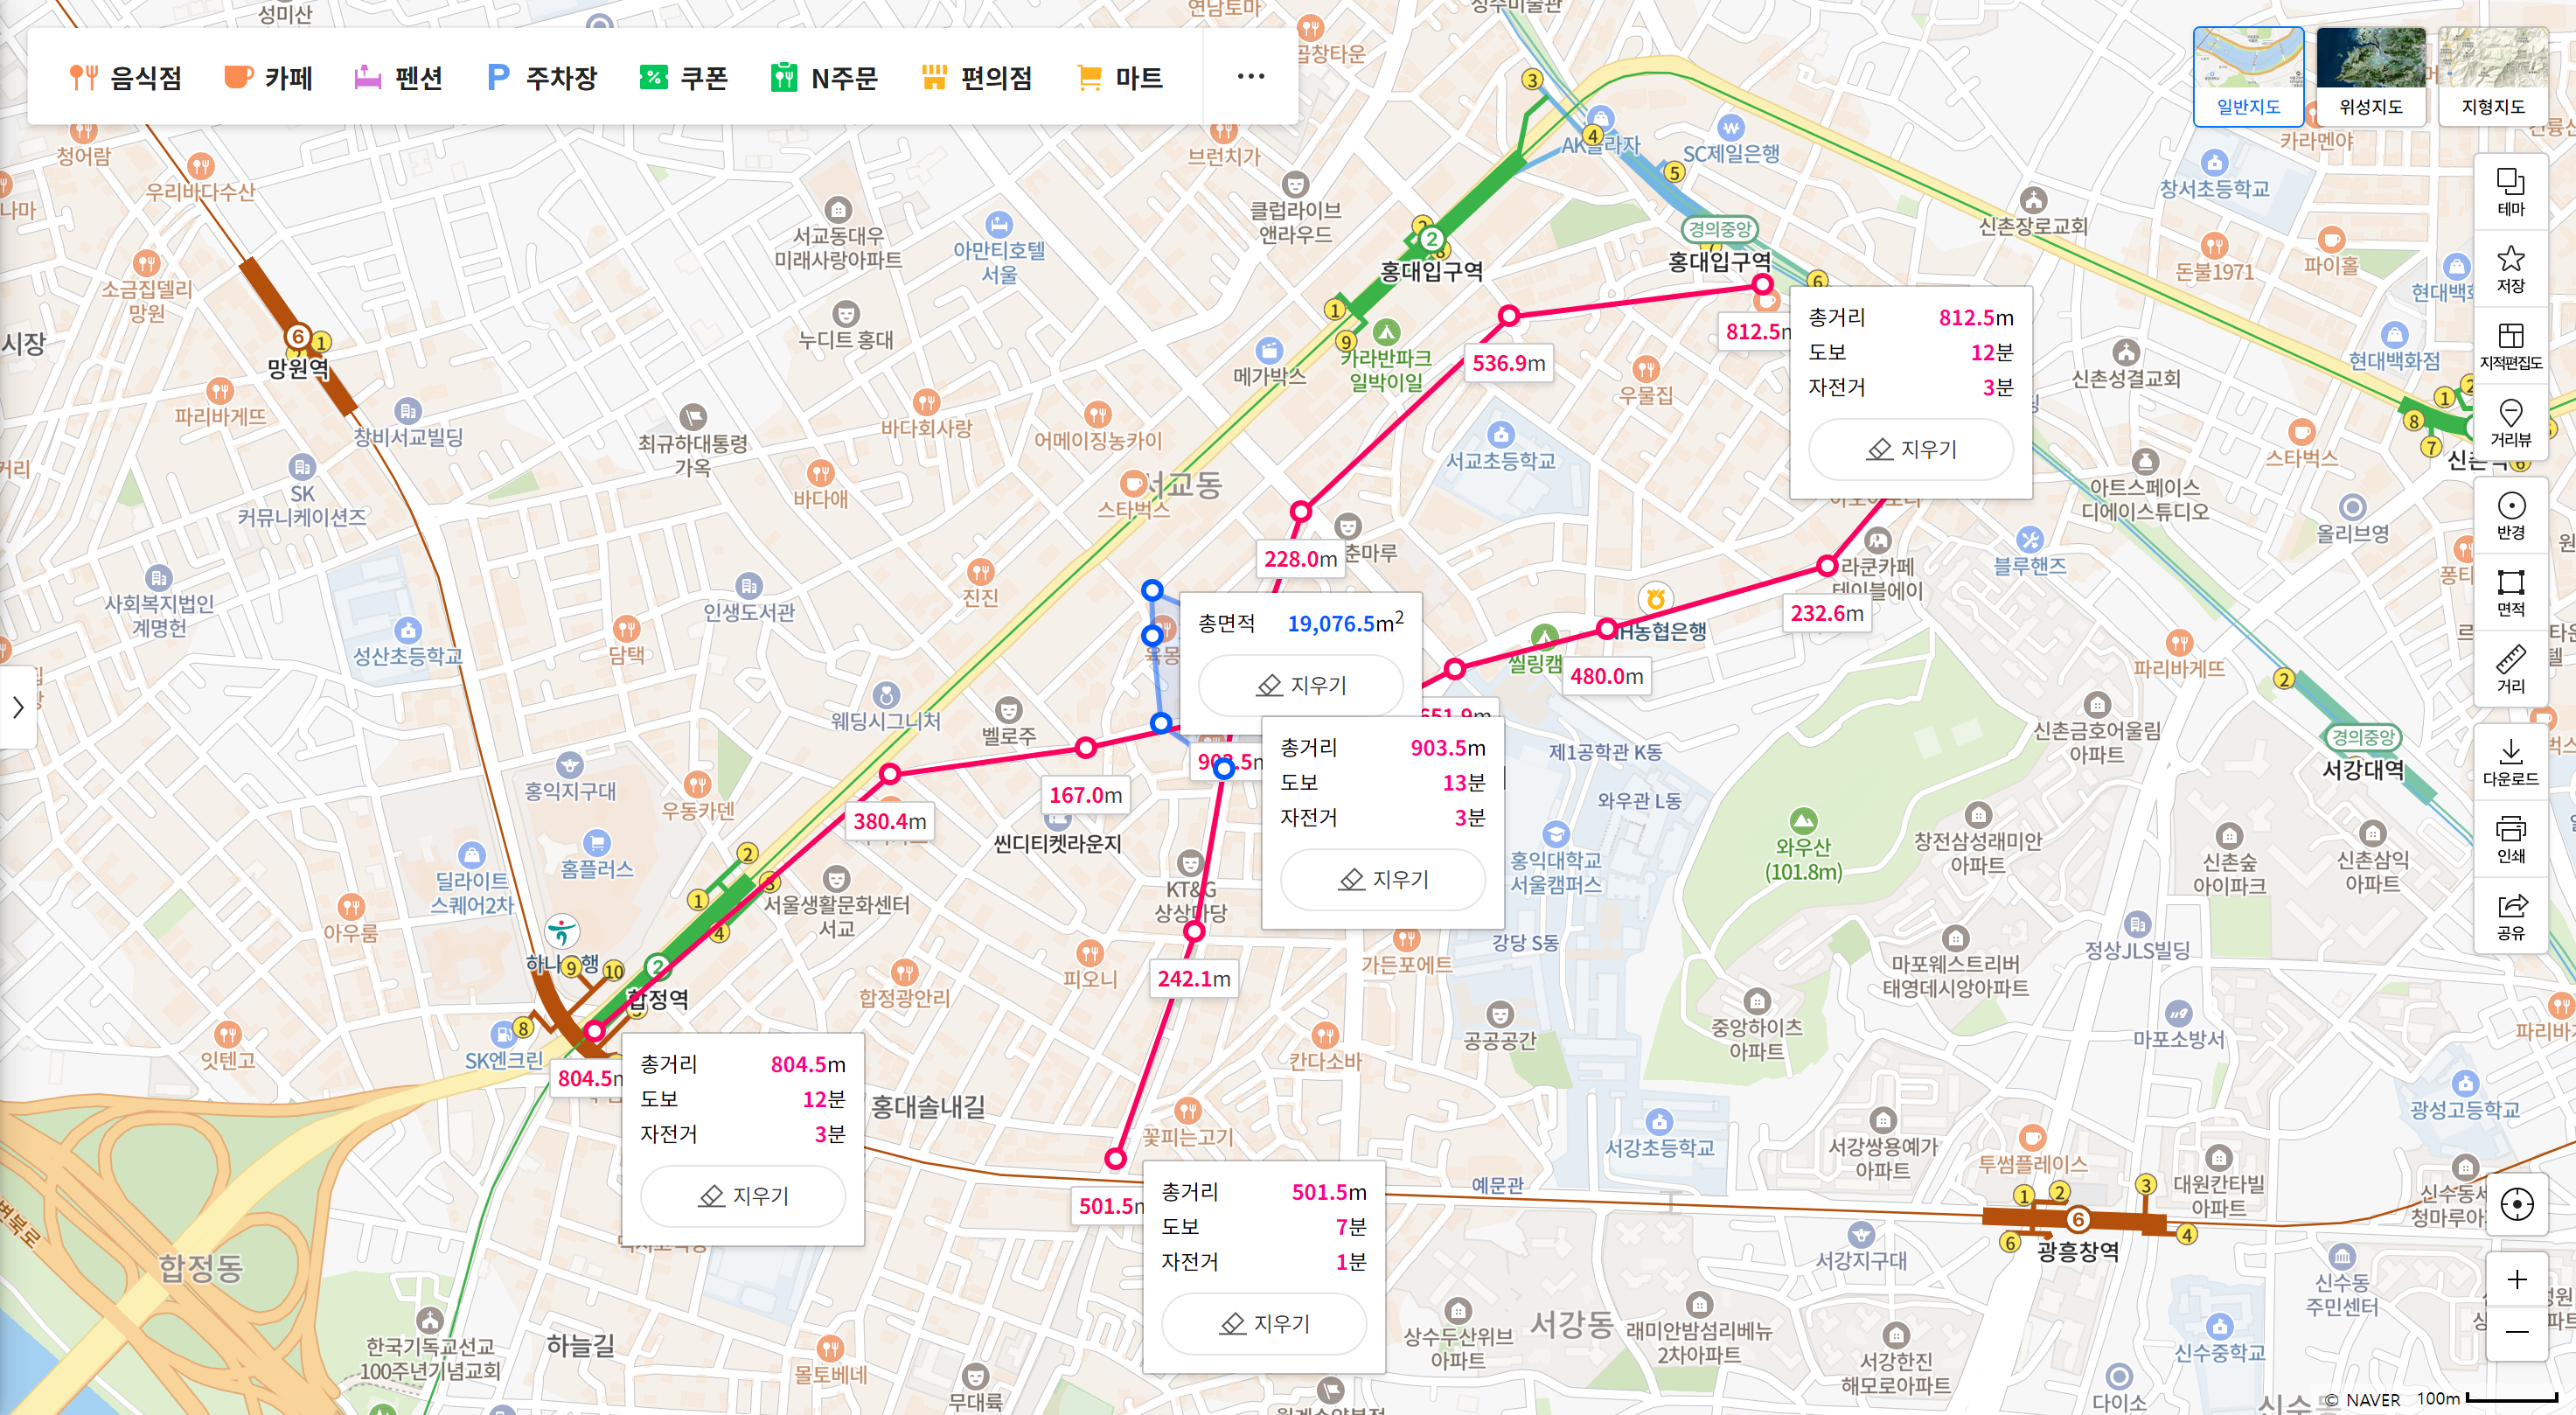 성미산
연남토마
곱창타운
음식점
카페
펜션
주차장
쿠폰
N주문
편의점
마트
일반지도
위성지도
지형지도
테마
저장
지적편집도
거리뷰
반경
면적
거리
다운로드
인쇄
공유
청어람
우리바다수산
브런치가
AK플라자
SC제일은행
창서초등학교
카라멘야
나마
소금집델리
망원
서교동대우
미래사랑아파트
아만티호텔
서울
클럽라이브
앤라우드
경의중앙
홍대입구역
홍대입구역
신촌장로교회
돈불1971
파이홀
시장
망원역
누디트 홍대
메가박스
카라반파크
일박이일
536.9m
812.5m
총거리 812.5m
도보 12분
자전거 3분
지우기
우물집
신촌성결교회
현대백화점
파리바게뜨
창비서교빌딩
최규하대통령
가옥
바다회사랑
어메이징농카이
서교초등학교
스타벅스
SK
커뮤니케이션즈
바다애
스타벅스
서교동
아트스페이스
디에이스튜디오
올리브영
228.0m
라쿤카페
테이블에이
블루핸즈
사회복지법인
계명헌
인생도서관
진진
232.6m
총면적 19,076.5m²
지우기
NH농협은행
씰링캠
480.0m
성산초등학교
담택
파리바게뜨
웨딩시그니처
벨로주
651.9m
903.5m
총거리 903.5m
도보 13분
자전거 3분
지우기
제1공학관 K동
신촌금호어울림
아파트
경의중앙
서강대역
홍익지구대
우동카덴
167.0m
380.4m
씬디티켓라운지
와우관 L동
와우산
(101.8m)
창전삼성래미안
아파트
신촌숲
아이파크
신촌삼익
아파트
홈플러스
딜라이트
스퀘어2차
서울생활문화센터
서교
KT&G
상상마당
홍익대학교
서울캠퍼스
아우룸
합정역
피오니
합정광안리
242.1m
가든포에트
강당 S동
마포웨스트리버
태영데시앙아파트
정상JLS빌딩
잇텐고
SK엔크린
804.5m
총거리 804.5m
도보 12분
자전거 3분
지우기
칸다소바
공공공간
중앙하이츠
아파트
마포소방서
홍대솔내길
꽃피는고기
서강초등학교
서강쌍용예가
아파트
투썸플레이스
대원칸타빌
아파트
광성고등학교
예문관
501.5m
총거리 501.5m
도보 7분
자전거 1분
지우기
광흥창역
서강지구대
신수동
주민센터
합정동
한국기독교선교
100주년기념교회
하늘길
몰토베네
무대륙
상수두산위브
아파트
서강동
래미안밤섬리베뉴
2차아파트
서강한진
해모로아파트
신수중학교
다이소
© NAVER 100m